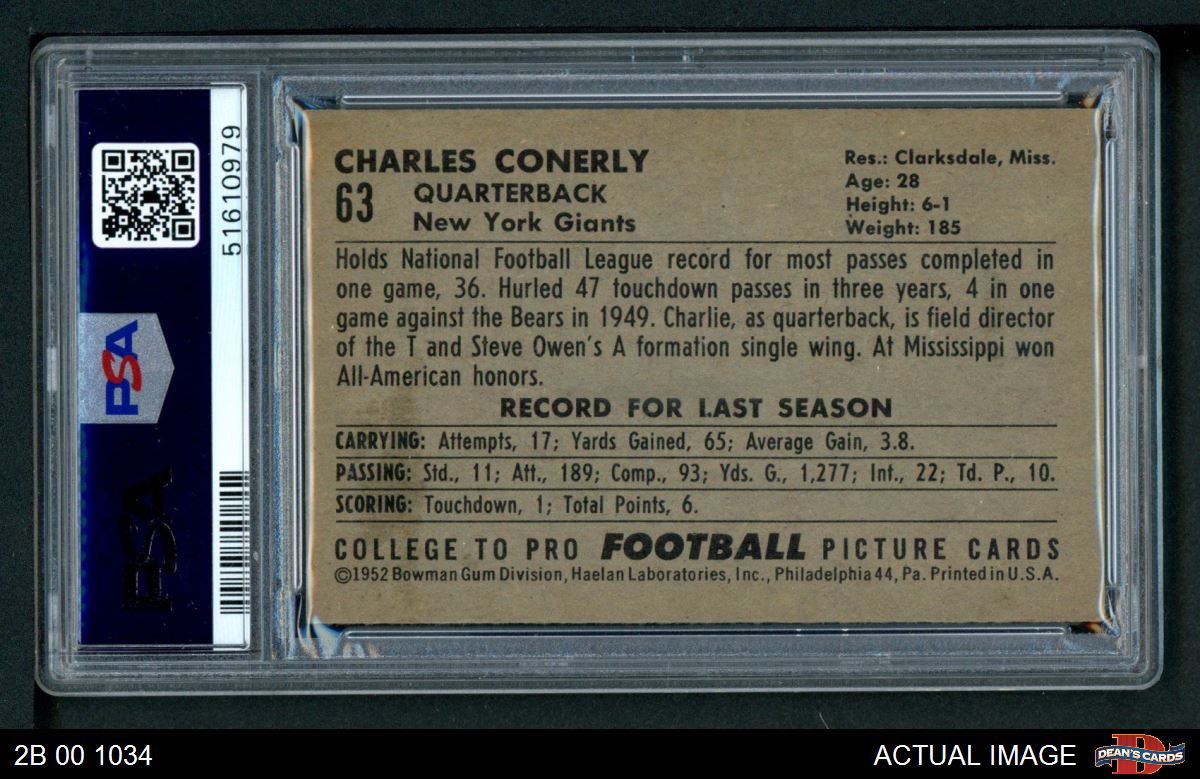 51610979
PSA
PSA
CHARLES CONERLY
63 QUARTERBACK
New York Giants
Res.: Clarksdale, Miss.
Age: 28
Height: 6-1
Weight: 185
Holds National Football League record for most passes completed in
one game, 36. Hurled 47 touchdown passes in three years, 4 in one
game against the Bears in 1949. Charlie, as quarterback, is field director
of the T and Steve Owen's A formation single wing. At Mississippi won
All-American honors.
RECORD FOR LAST SEASON
CARRYING: Attempts, 17; Yards Gained, 65; Average Gain, 3.8.
PASSING: Std., 11; Att., 189; Comp., 93; Yds. G., 1,277; Int., 22; Td. P., 10.
SCORING: Touchdown, 1; Total Points, 6.
COLLEGE TO PRO FOOTBALL PICTURE CARDS
©1952 Bowman Gum Division, Haelan Laboratories, Inc., Philadelphia 44, Pa. Printed in U.S.A.
2B 00 1034
ACTUAL IMAGE
D
DEAN'S CARDS